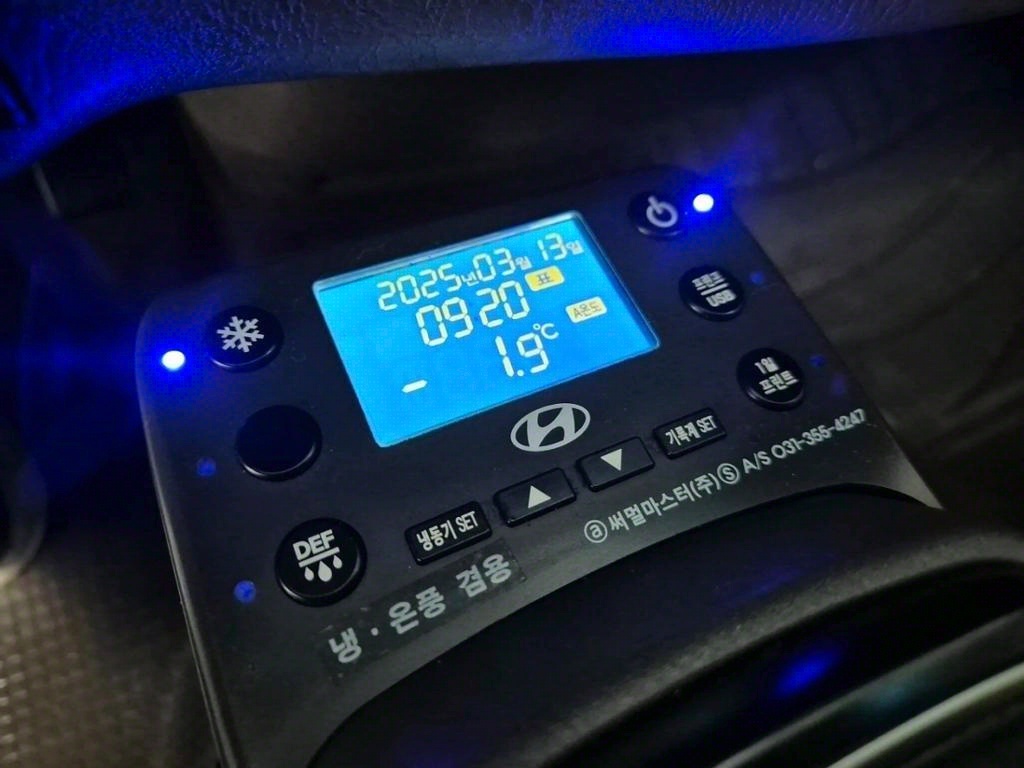 2025년03월13일
0920 표
A온도
- 1.9℃
프린트
USB
1일
프린트
기록계 SET
DEF
냉동기 SET
ⓐ써멀마스터(주)Ⓢ A/S 031-355-4247
냉·온풍 겸용